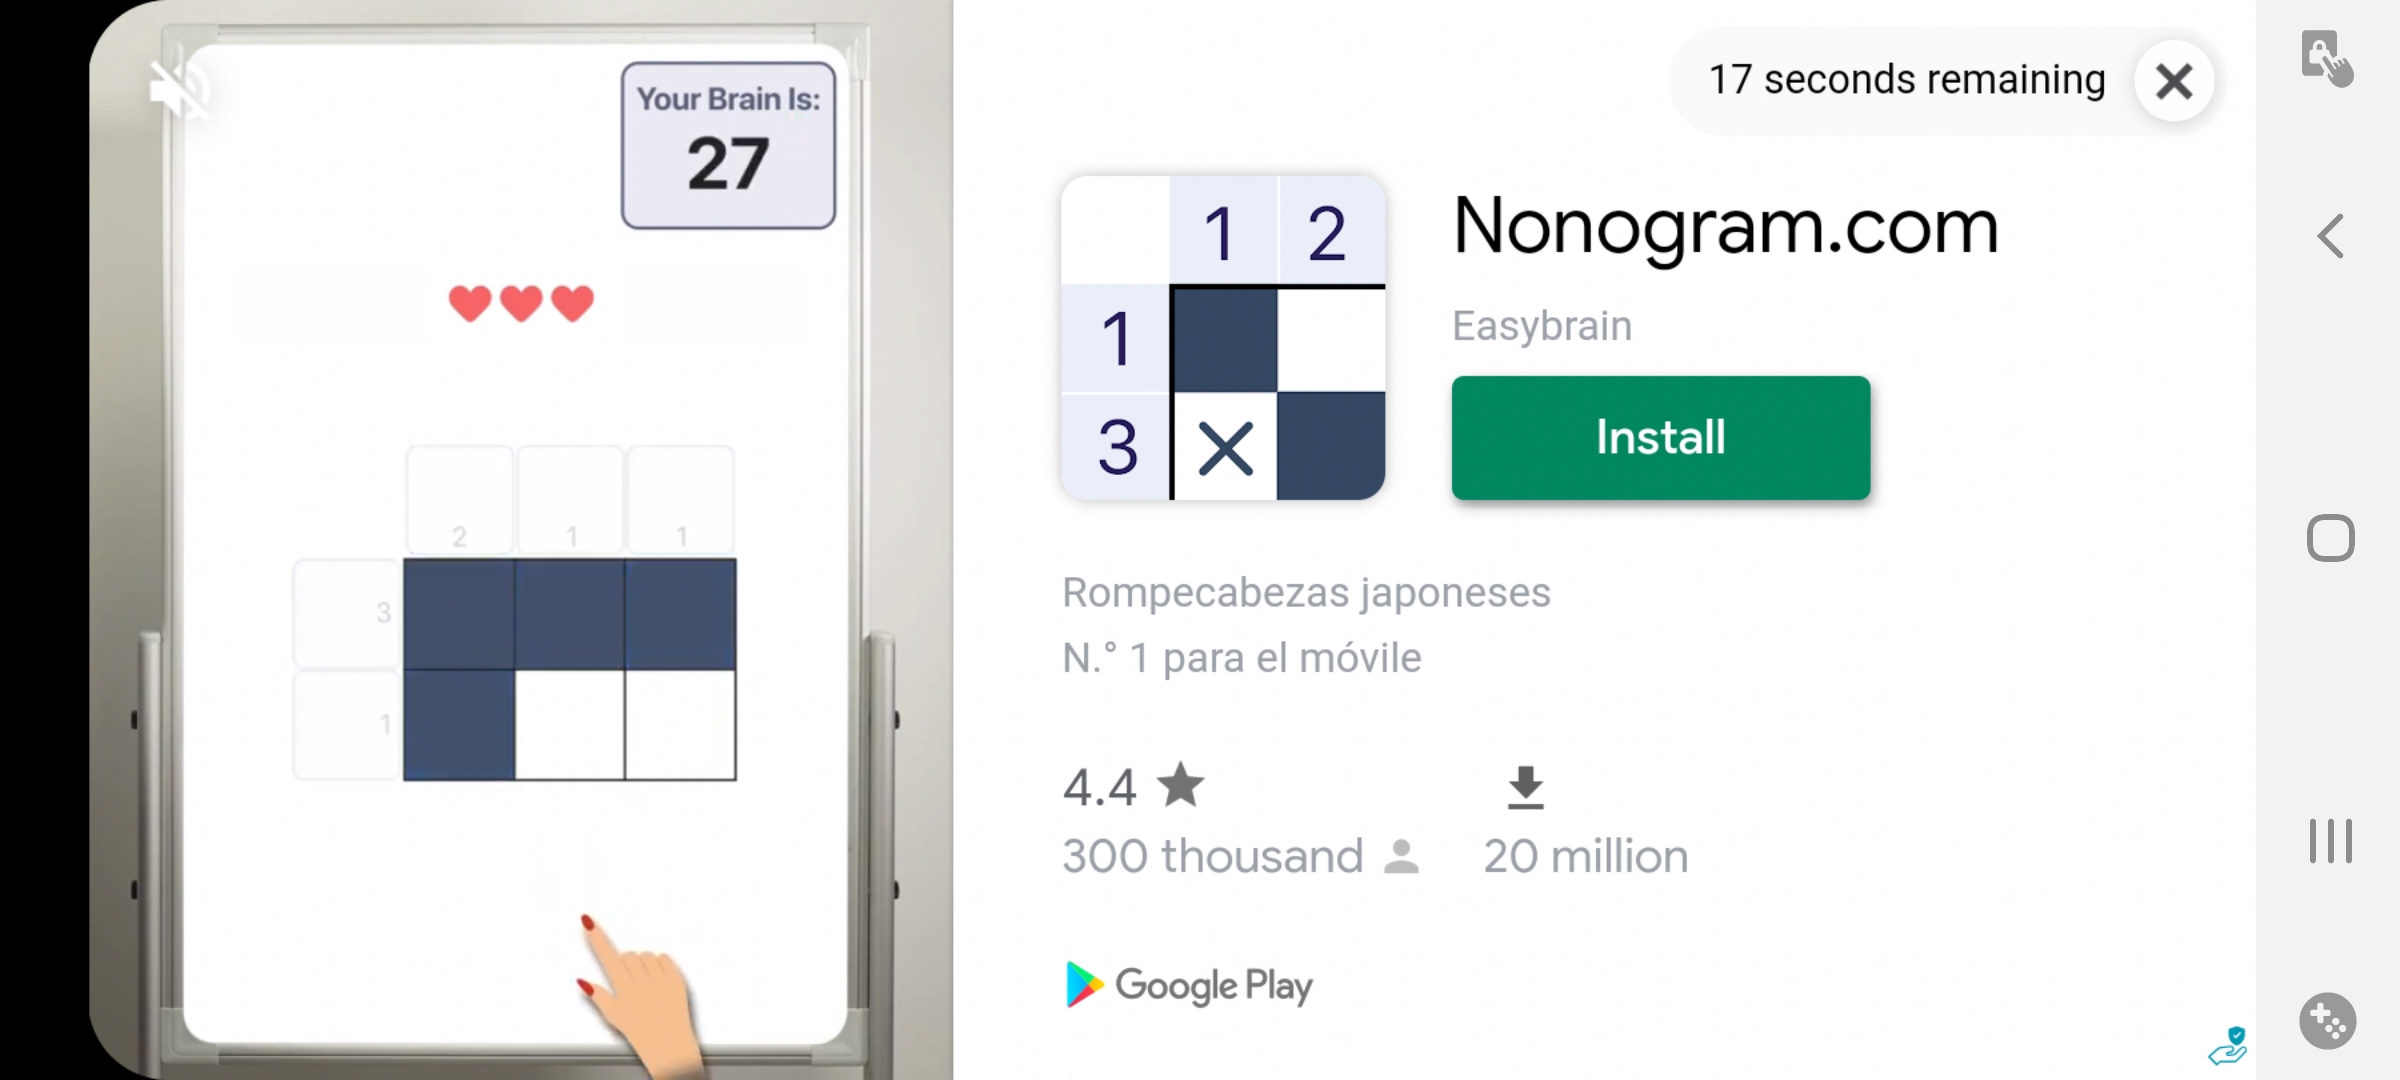 Your Brain Is:
27
2 1 1
3
1
17 seconds remaining
1 2
1
3
Nonogram.com
Easybrain
Install
Rompecabezas japoneses
N.° 1 para el móvile
4.4
300 thousand
20 million
Google Play